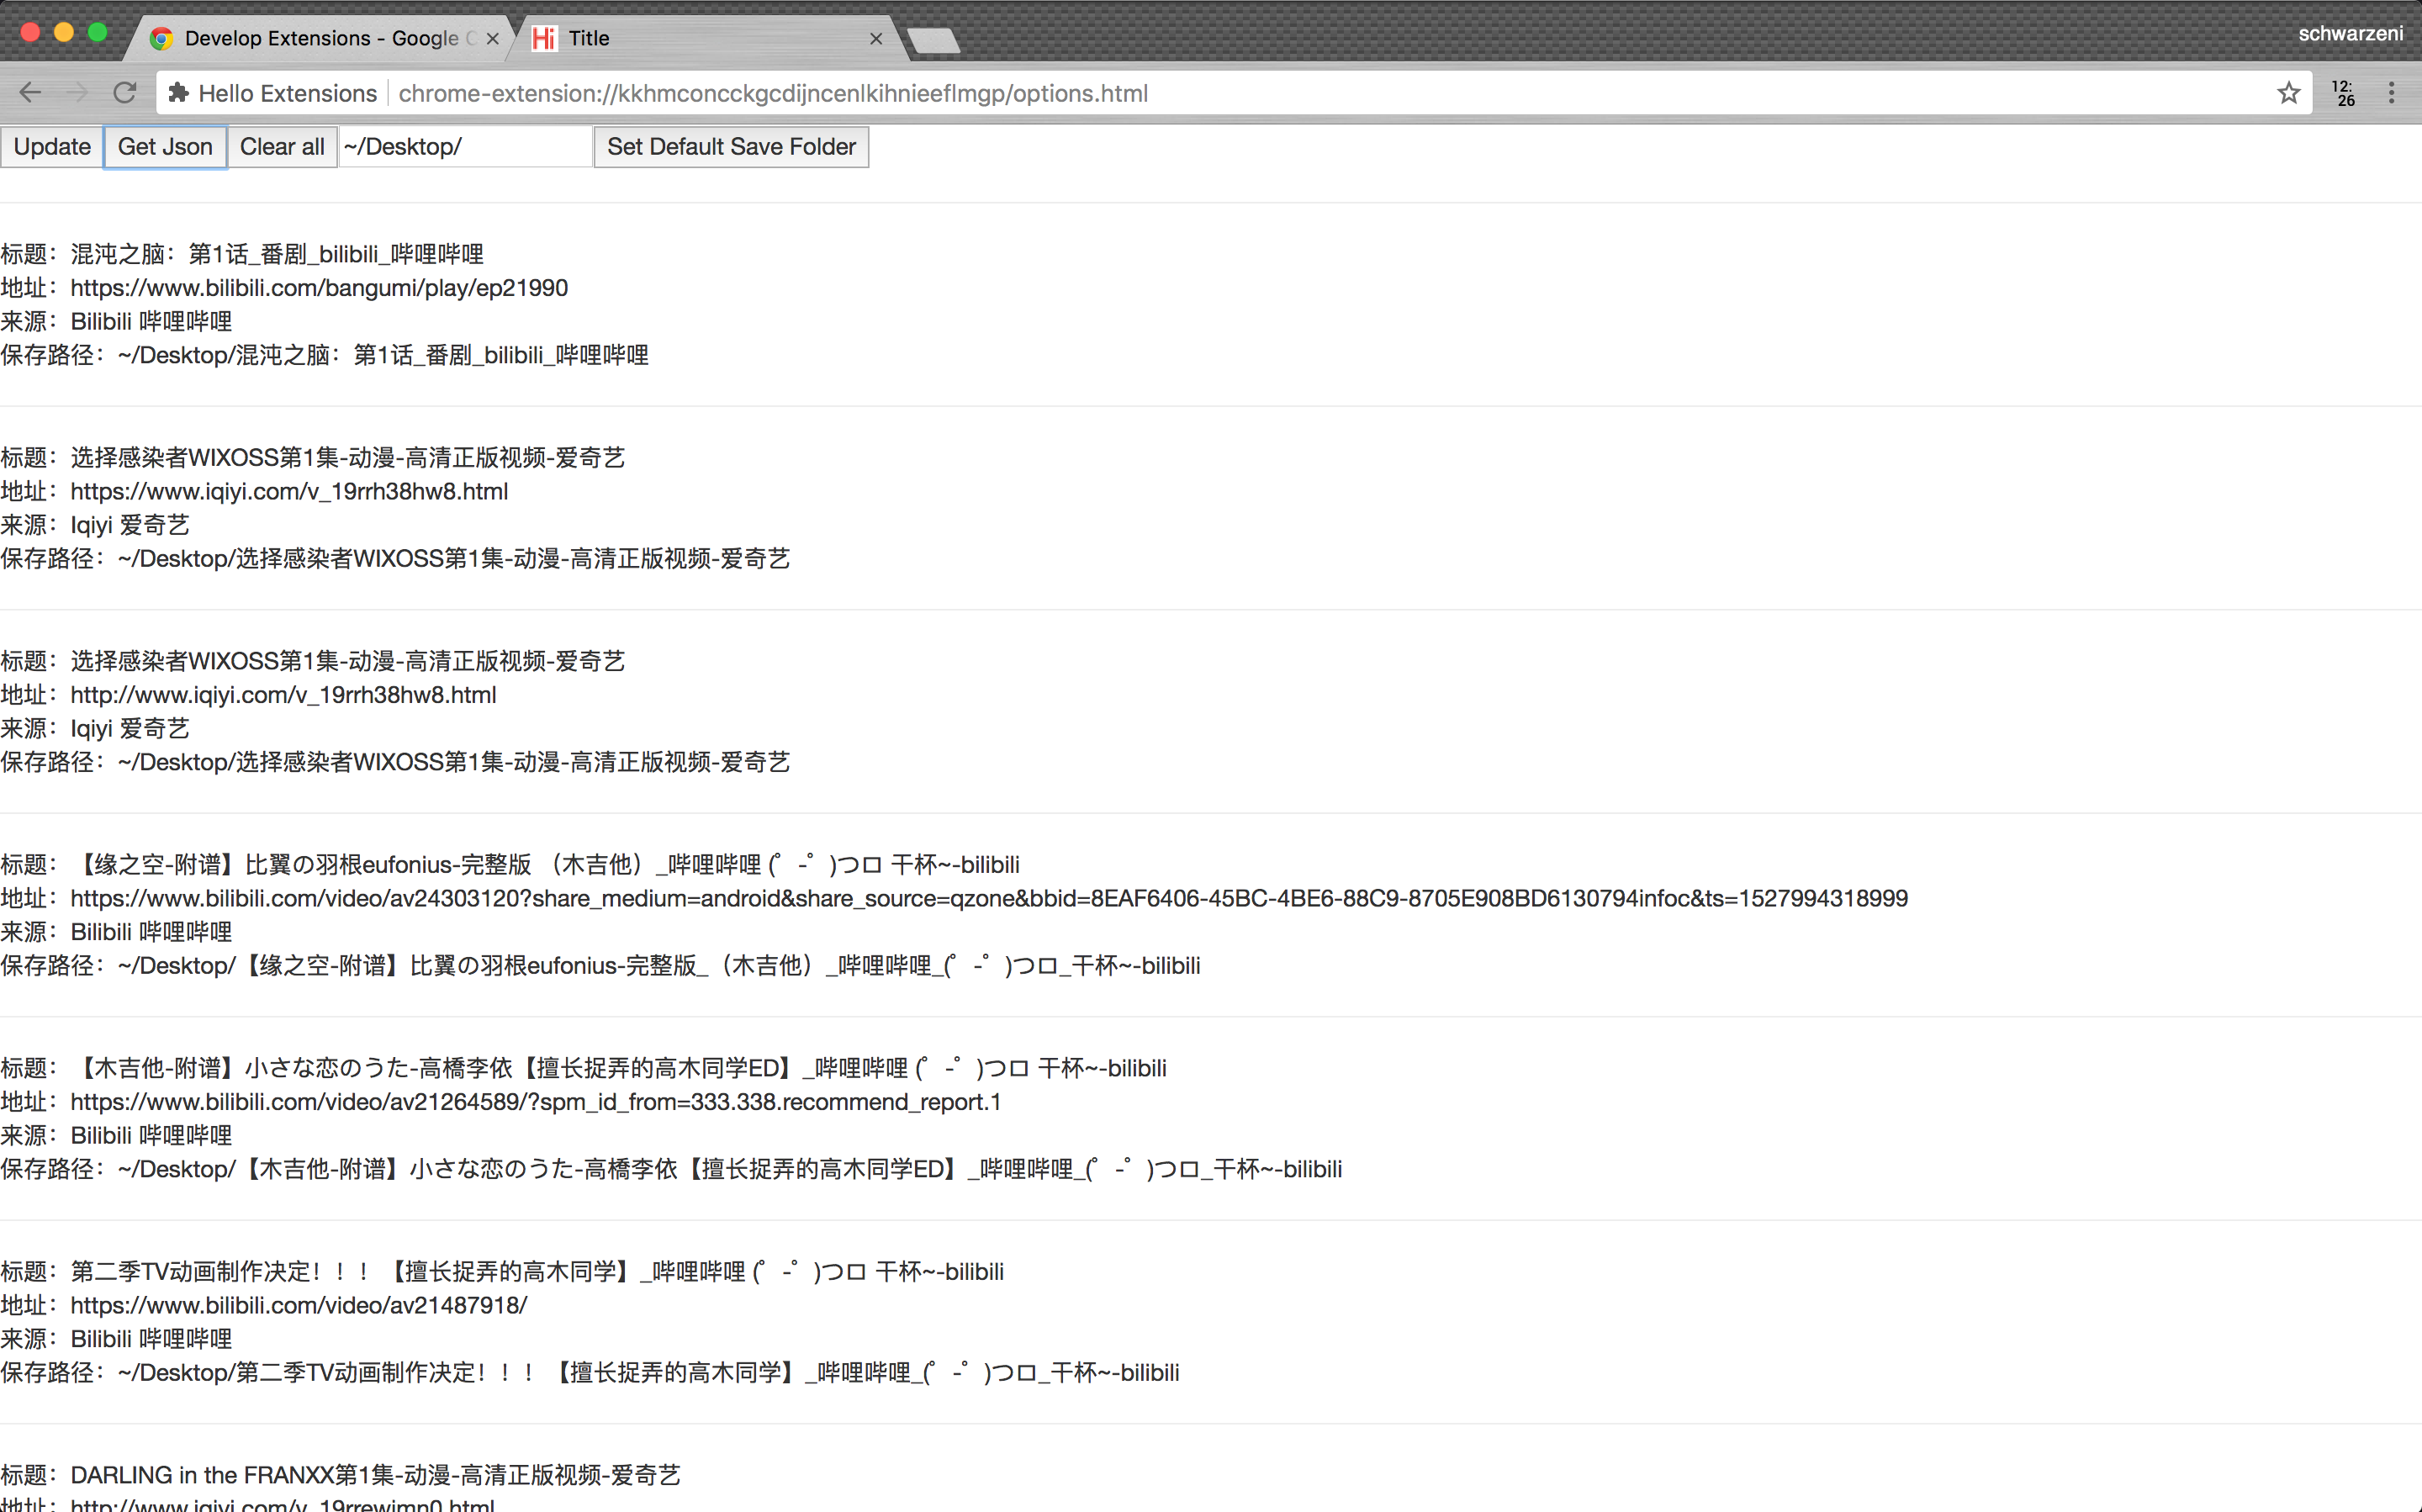 Develop Extensions - Google C
Hi Title
schwarzeni
Hello Extensions chrome-extension://kkhmconcckgcdijncenlkihnieeflmgp/options.html
12:
26
Update Get Json Clear all ~/Desktop/ Set Default Save Folder
标题：混沌之脑：第1话_番剧_bilibili_哔哩哔哩
地址：https://www.bilibili.com/bangumi/play/ep21990
来源：Bilibili 哔哩哔哩
保存路径：~/Desktop/混沌之脑：第1话_番剧_bilibili_哔哩哔哩
标题：选择感染者WIXOSS第1集-动漫-高清正版视频-爱奇艺
地址：https://www.iqiyi.com/v_19rrh38hw8.html
来源：Iqiyi 爱奇艺
保存路径：~/Desktop/选择感染者WIXOSS第1集-动漫-高清正版视频-爱奇艺
标题：选择感染者WIXOSS第1集-动漫-高清正版视频-爱奇艺
地址：http://www.iqiyi.com/v_19rrh38hw8.html
来源：Iqiyi 爱奇艺
保存路径：~/Desktop/选择感染者WIXOSS第1集-动漫-高清正版视频-爱奇艺
标题：【缘之空-附谱】比翼の羽根eufonius-完整版 （木吉他）_哔哩哔哩 (゜-゜)つロ 干杯~-bilibili
地址：https://www.bilibili.com/video/av24303120?share_medium=android&share_source=qzone&bbid=8EAF6406-45BC-4BE6-88C9-8705E908BD6130794infoc&ts=1527994318999
来源：Bilibili 哔哩哔哩
保存路径：~/Desktop/【缘之空-附谱】比翼の羽根eufonius-完整版_（木吉他）_哔哩哔哩_(゜-゜)つロ_干杯~-bilibili
标题：【木吉他-附谱】小さな恋のうた-高橋李依【擅长捉弄的高木同学ED】_哔哩哔哩 (゜-゜)つロ 干杯~-bilibili
地址：https://www.bilibili.com/video/av21264589/?spm_id_from=333.338.recommend_report.1
来源：Bilibili 哔哩哔哩
保存路径：~/Desktop/【木吉他-附谱】小さな恋のうた-高橋李依【擅长捉弄的高木同学ED】_哔哩哔哩_(゜-゜)つロ_干杯~-bilibili
标题：第二季TV动画制作决定！！！【擅长捉弄的高木同学】_哔哩哔哩 (゜-゜)つロ 干杯~-bilibili
地址：https://www.bilibili.com/video/av21487918/
来源：Bilibili 哔哩哔哩
保存路径：~/Desktop/第二季TV动画制作决定！！！【擅长捉弄的高木同学】_哔哩哔哩_(゜-゜)つロ_干杯~-bilibili
标题：DARLING in the FRANXX第1集-动漫-高清正版视频-爱奇艺
地址：http://www.iqiyi.com/v_19rrewimn0.html